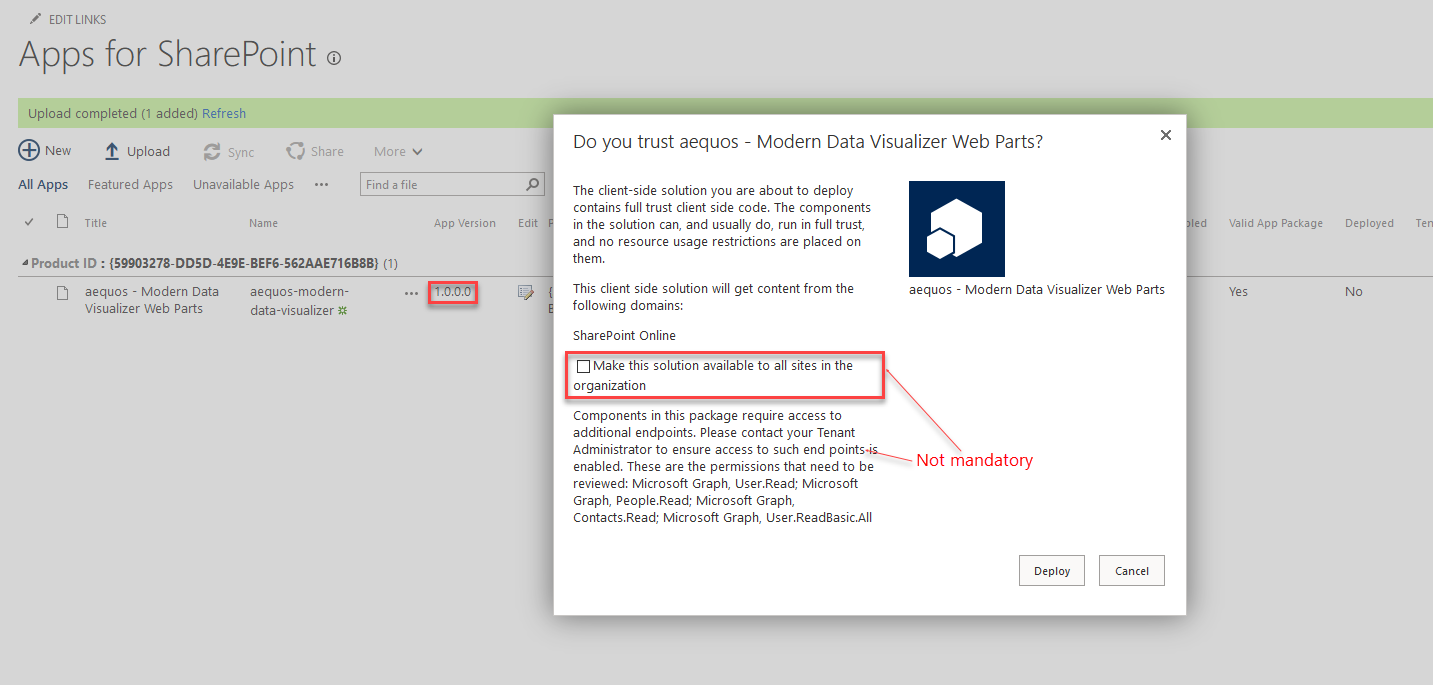 EDIT LINKS
Apps for SharePoint
Upload completed (1 added) Refresh
New Upload Sync Share More
All Apps Featured Apps Unavailable Apps ••• Find a file
Title Name App Version Edit
Valid App Package Deployed
Product ID : {59903278-DD5D-4E9E-BEF6-562AAE716B8B} (1)
aequos - Modern Data
Visualizer Web Parts
aequos-modern-
data-visualizer
••• 1.0.0.0
Yes No
Do you trust aequos - Modern Data Visualizer Web Parts?
The client-side solution you are about to deploy
contains full trust client side code. The components
in the solution can, and usually do, run in full trust,
and no resource usage restrictions are placed on
them.
This client side solution will get content from the
following domains:
SharePoint Online
Make this solution available to all sites in the
organization
Components in this package require access to
additional endpoints. Please contact your Tenant
Administrator to ensure access to such end points is
enabled. These are the permissions that need to be
reviewed: Microsoft Graph, User.Read; Microsoft
Graph, People.Read; Microsoft Graph,
Contacts.Read; Microsoft Graph, User.ReadBasic.All
aequos - Modern Data Visualizer Web Parts
Not mandatory
Deploy Cancel